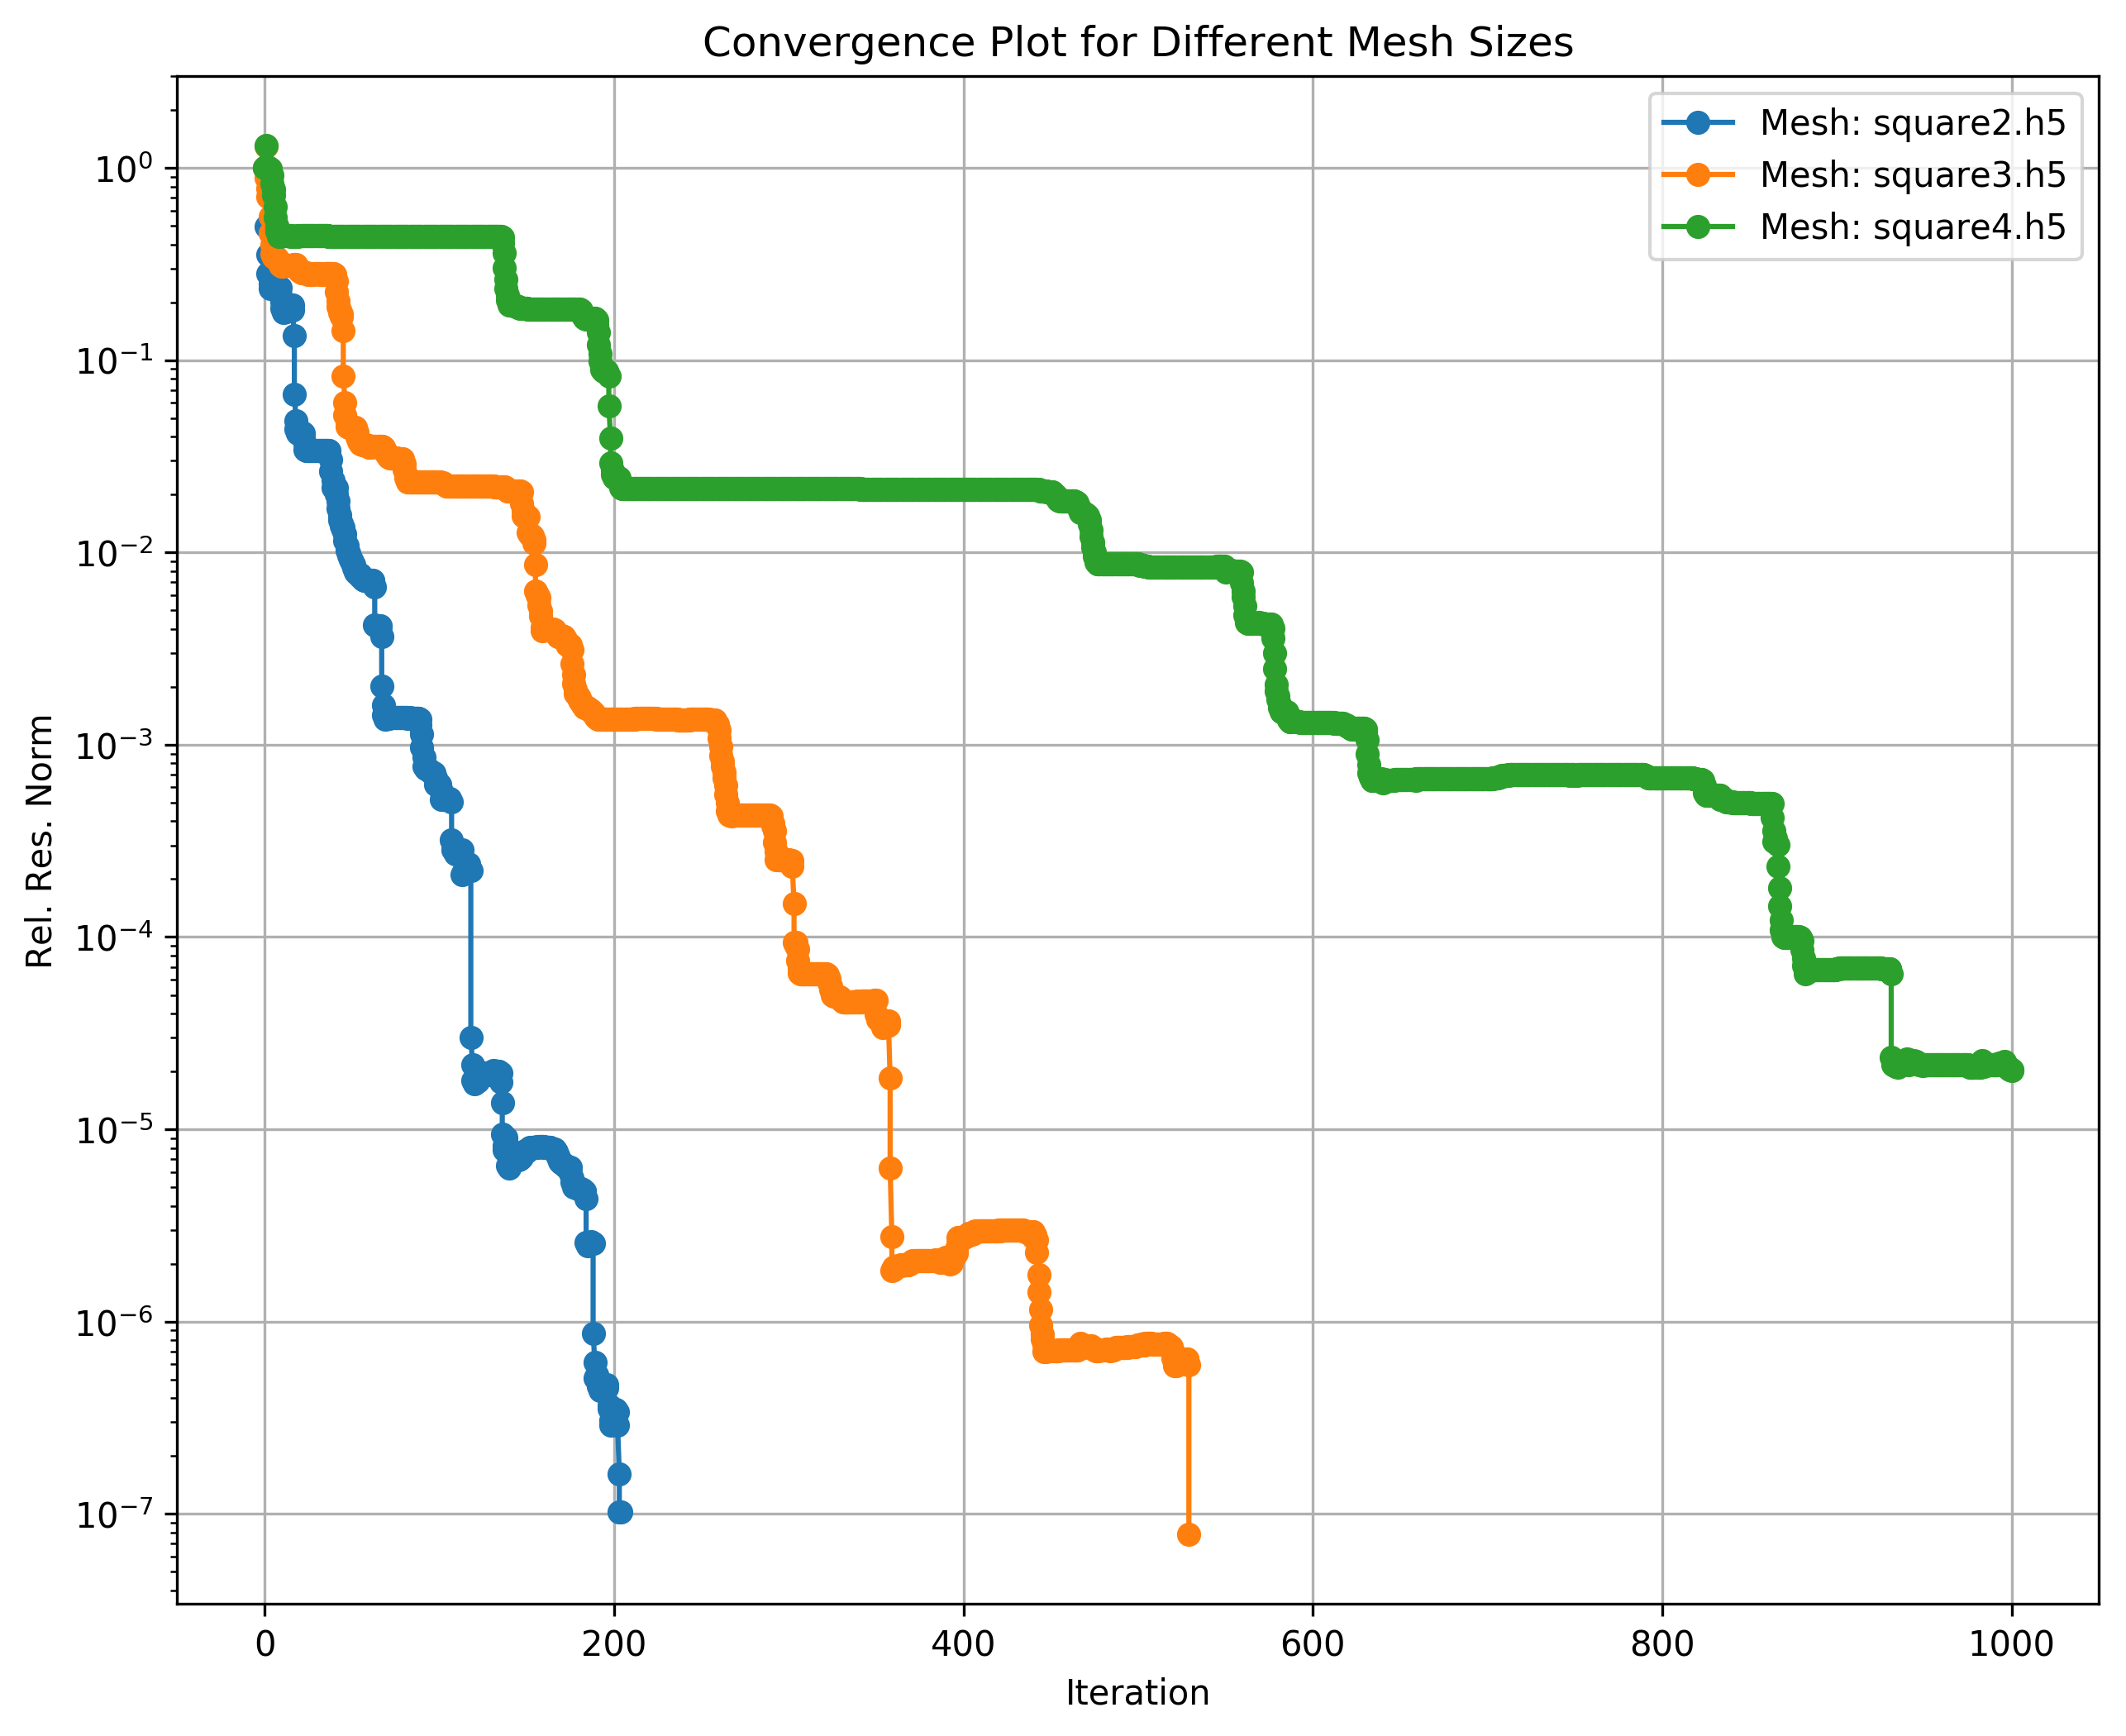 Convergence Plot for Different Mesh Sizes
Mesh: square2.h5
Mesh: square3.h5
Mesh: square4.h5
Rel. Res. Norm
10⁰
10⁻¹
10⁻²
10⁻³
10⁻⁴
10⁻⁵
10⁻⁶
10⁻⁷
0 200 400 600 800 1000
Iteration